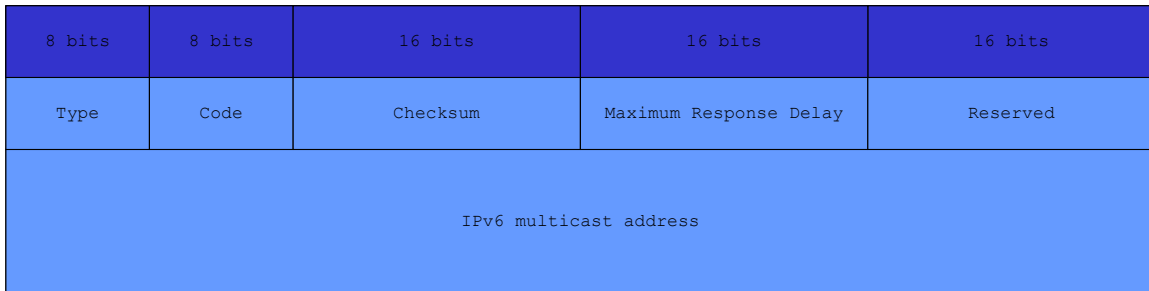 8 bits 8 bits 16 bits 16 bits 16 bits
Type Code Checksum Maximum Response Delay Reserved
IPv6 multicast address